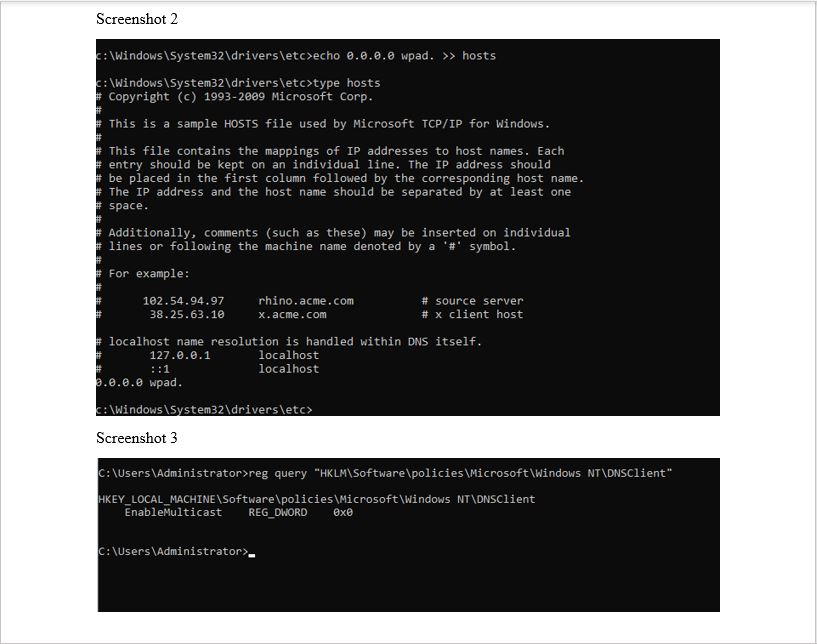 Screenshot 2
c:\Windows\System32\drivers\etc>echo 0.0.0.0 wpad. >> hosts
c:\Windows\System32\drivers\etc>type hosts
# Copyright (c) 1993-2009 Microsoft Corp.
#
# This is a sample HOSTS file used by Microsoft TCP/IP for Windows.
#
# This file contains the mappings of IP addresses to host names. Each
# entry should be kept on an individual line. The IP address should
# be placed in the first column followed by the corresponding host name.
# The IP address and the host name should be separated by at least one
# space.
#
# Additionally, comments (such as these) may be inserted on individual
# lines or following the machine name denoted by a '#' symbol.
#
# For example:
#
#      102.54.94.97     rhino.acme.com          # source server
#       38.25.63.10     x.acme.com              # x client host
# localhost name resolution is handled within DNS itself.
#       127.0.0.1       localhost
#       ::1             localhost
0.0.0.0 wpad.
c:\Windows\System32\drivers\etc>
Screenshot 3
C:\Users\Administrator>reg query "HKLM\Software\policies\Microsoft\Windows NT\DNSClient"
HKEY_LOCAL_MACHINE\Software\policies\Microsoft\Windows NT\DNSClient
    EnableMulticast    REG_DWORD    0x0
C:\Users\Administrator>